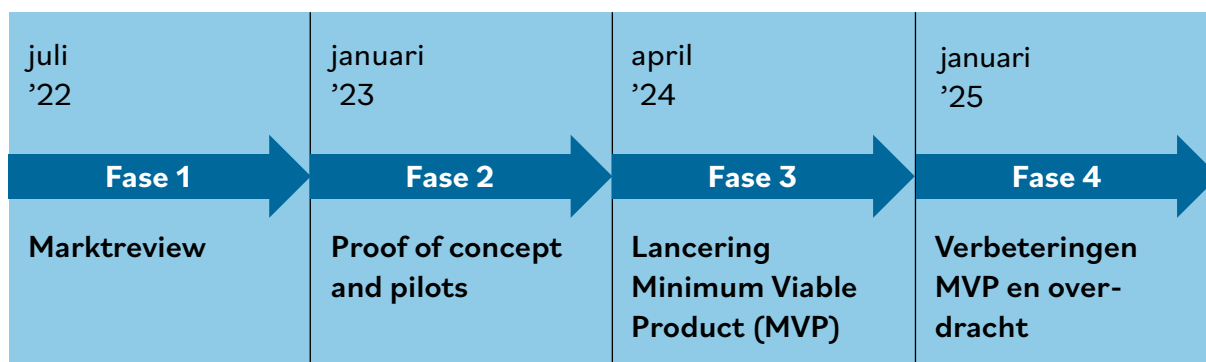 juli
’22
Fase 1
Marktreview
januari
’23
Fase 2
Proof of concept
and pilots
april
’24
Fase 3
Lancering
Minimum Viable
Product (MVP)
januari
’25
Fase 4
Verbeteringen
MVP en over-
dracht